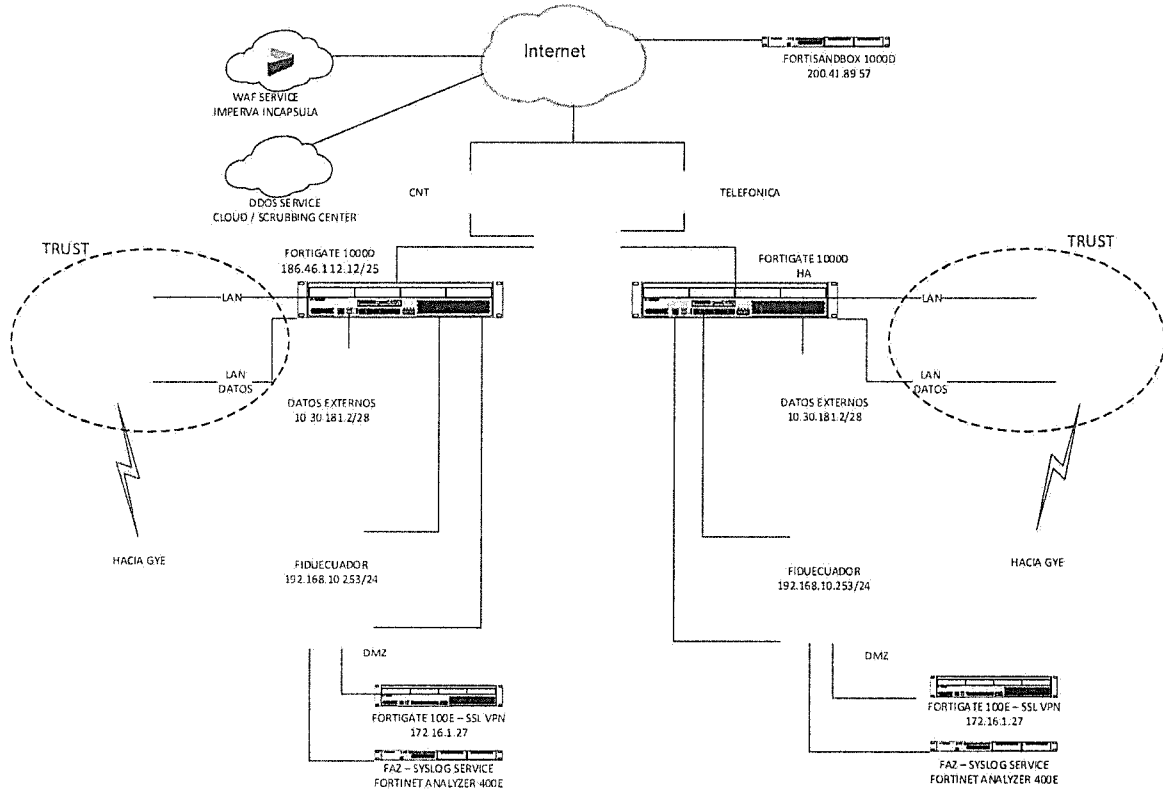 Internet
FORTISANDBOX 1000D
200.41.89.57
WAF SERVICE
IMPERVA INCAPSULA
DDOS SERVICE
CLOUD / SCRUBBING CENTER
CNT
TELEFONICA
TRUST
FORTIGATE 1000D
186.46.112.12/25
FORTIGATE 1000D
HA
TRUST
LAN
LAN
LAN
DATOS
LAN
DATOS
DATOS EXTERNOS
10.30.181.2/28
DATOS EXTERNOS
10.30.181.2/28
HACIA GYE
FIDUECUADOR
192.168.10.253/24
FIDUECUADOR
192.168.10.253/24
HACIA GYE
DMZ
DMZ
FORTIGATE 100E – SSL VPN
172.16.1.27
FORTIGATE 100E – SSL VPN
172.16.1.27
FAZ – SYSLOG SERVICE
FORTINET ANALYZER 400E
FAZ – SYSLOG SERVICE
FORTINET ANALYZER 400E